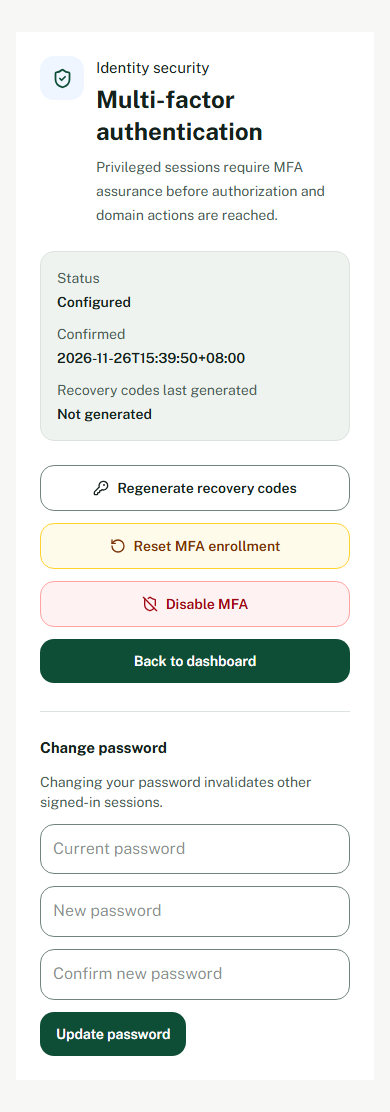 Identity security
Multi-factor
authentication
Privileged sessions require MFA
assurance before authorization and
domain actions are reached.
Status
Configured
Confirmed
2026-11-26T15:39:50+08:00
Recovery codes last generated
Not generated
Regenerate recovery codes
Reset MFA enrollment
Disable MFA
Back to dashboard
Change password
Changing your password invalidates other
signed-in sessions.
Current password
New password
Confirm new password
Update password